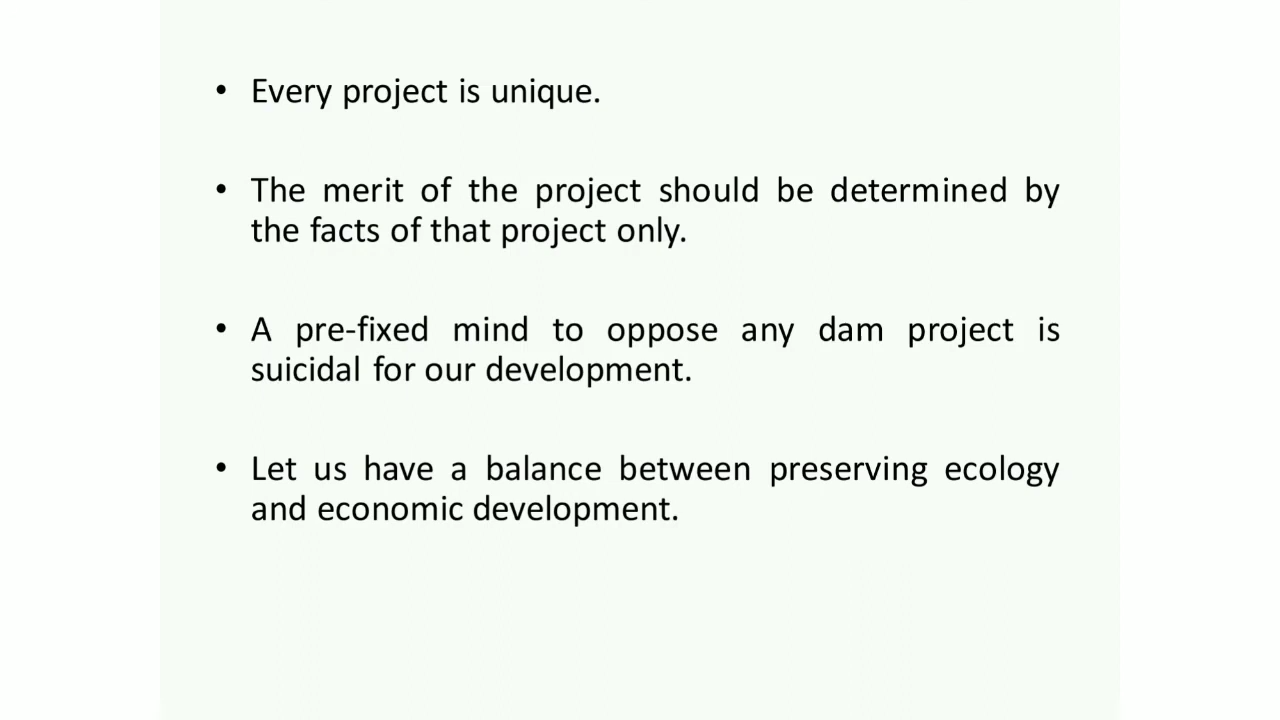 • Every project is unique.
• The merit of the project should be determined by
the facts of that project only.
• A pre-fixed mind to oppose any dam project is
suicidal for our development.
• Let us have a balance between preserving ecology
and economic development.